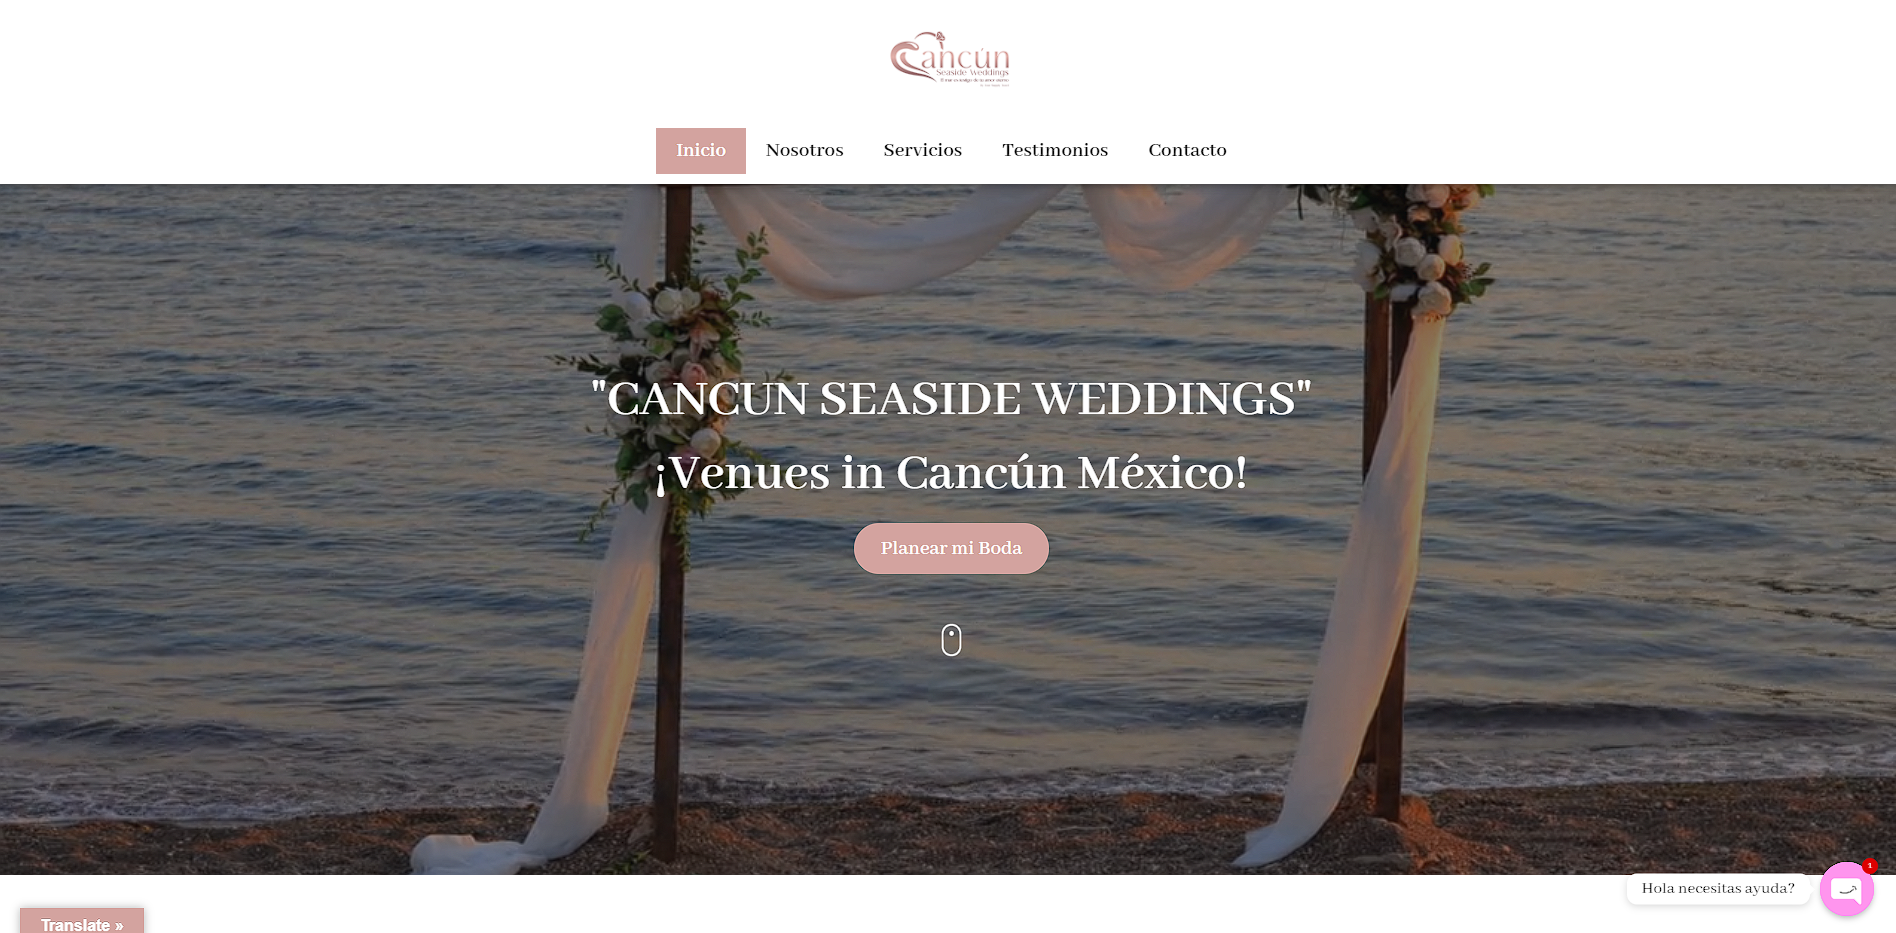 Cancún
Seaside Weddings
Inicio
Nosotros
Servicios
Testimonios
Contacto
"CANCUN SEASIDE WEDDINGS"
¡Venues in Cancún México!
Planear mi Boda
1
Hola necesitas ayuda?
Translate »